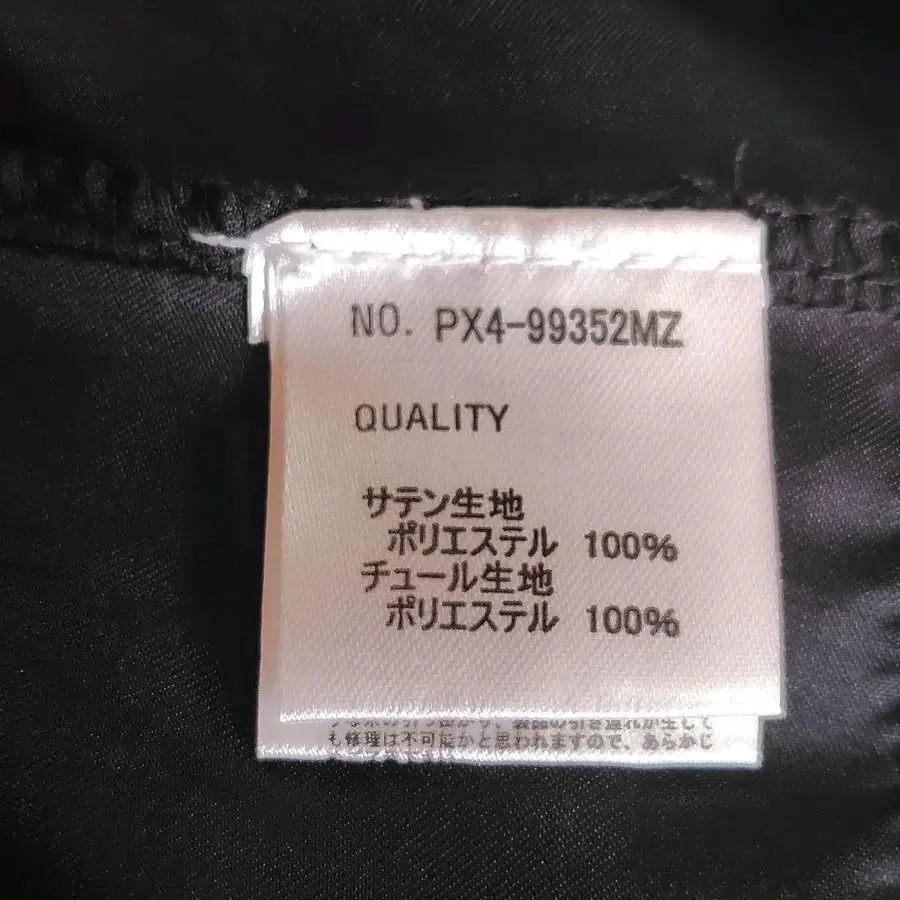 NO. PX4-99352MZ
QUALITY
サテン生地
ポリエステル 100%
チュール生地
ポリエステル 100%
も修理は不可能かと思われますので、あらかじ